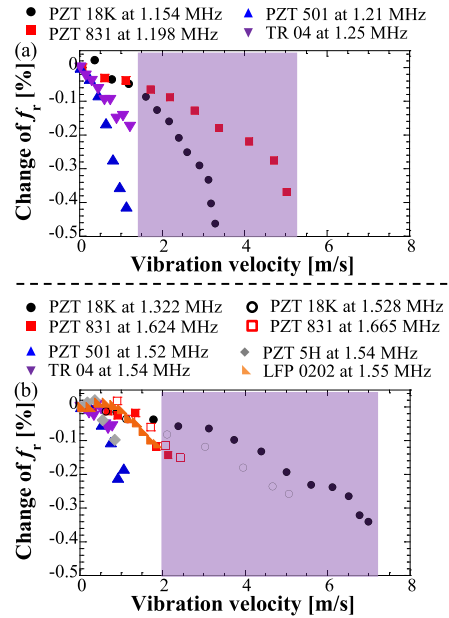 PZT 18K at 1.154 MHz
PZT 501 at 1.21 MHz
PZT 831 at 1.198 MHz
TR 04 at 1.25 MHz
(a)
Change of fr [%]
0
-0.1
-0.2
-0.3
-0.4
-0.5
0 2 4 6 8
Vibration velocity [m/s]
PZT 18K at 1.322 MHz
PZT 18K at 1.528 MHz
PZT 831 at 1.624 MHz
PZT 831 at 1.665 MHz
PZT 501 at 1.52 MHz
PZT 5H at 1.54 MHz
TR 04 at 1.54 MHz
LFP 0202 at 1.55 MHz
(b)
Change of fr [%]
0
-0.1
-0.2
-0.3
-0.4
-0.5
0 2 4 6 8
Vibration velocity [m/s]